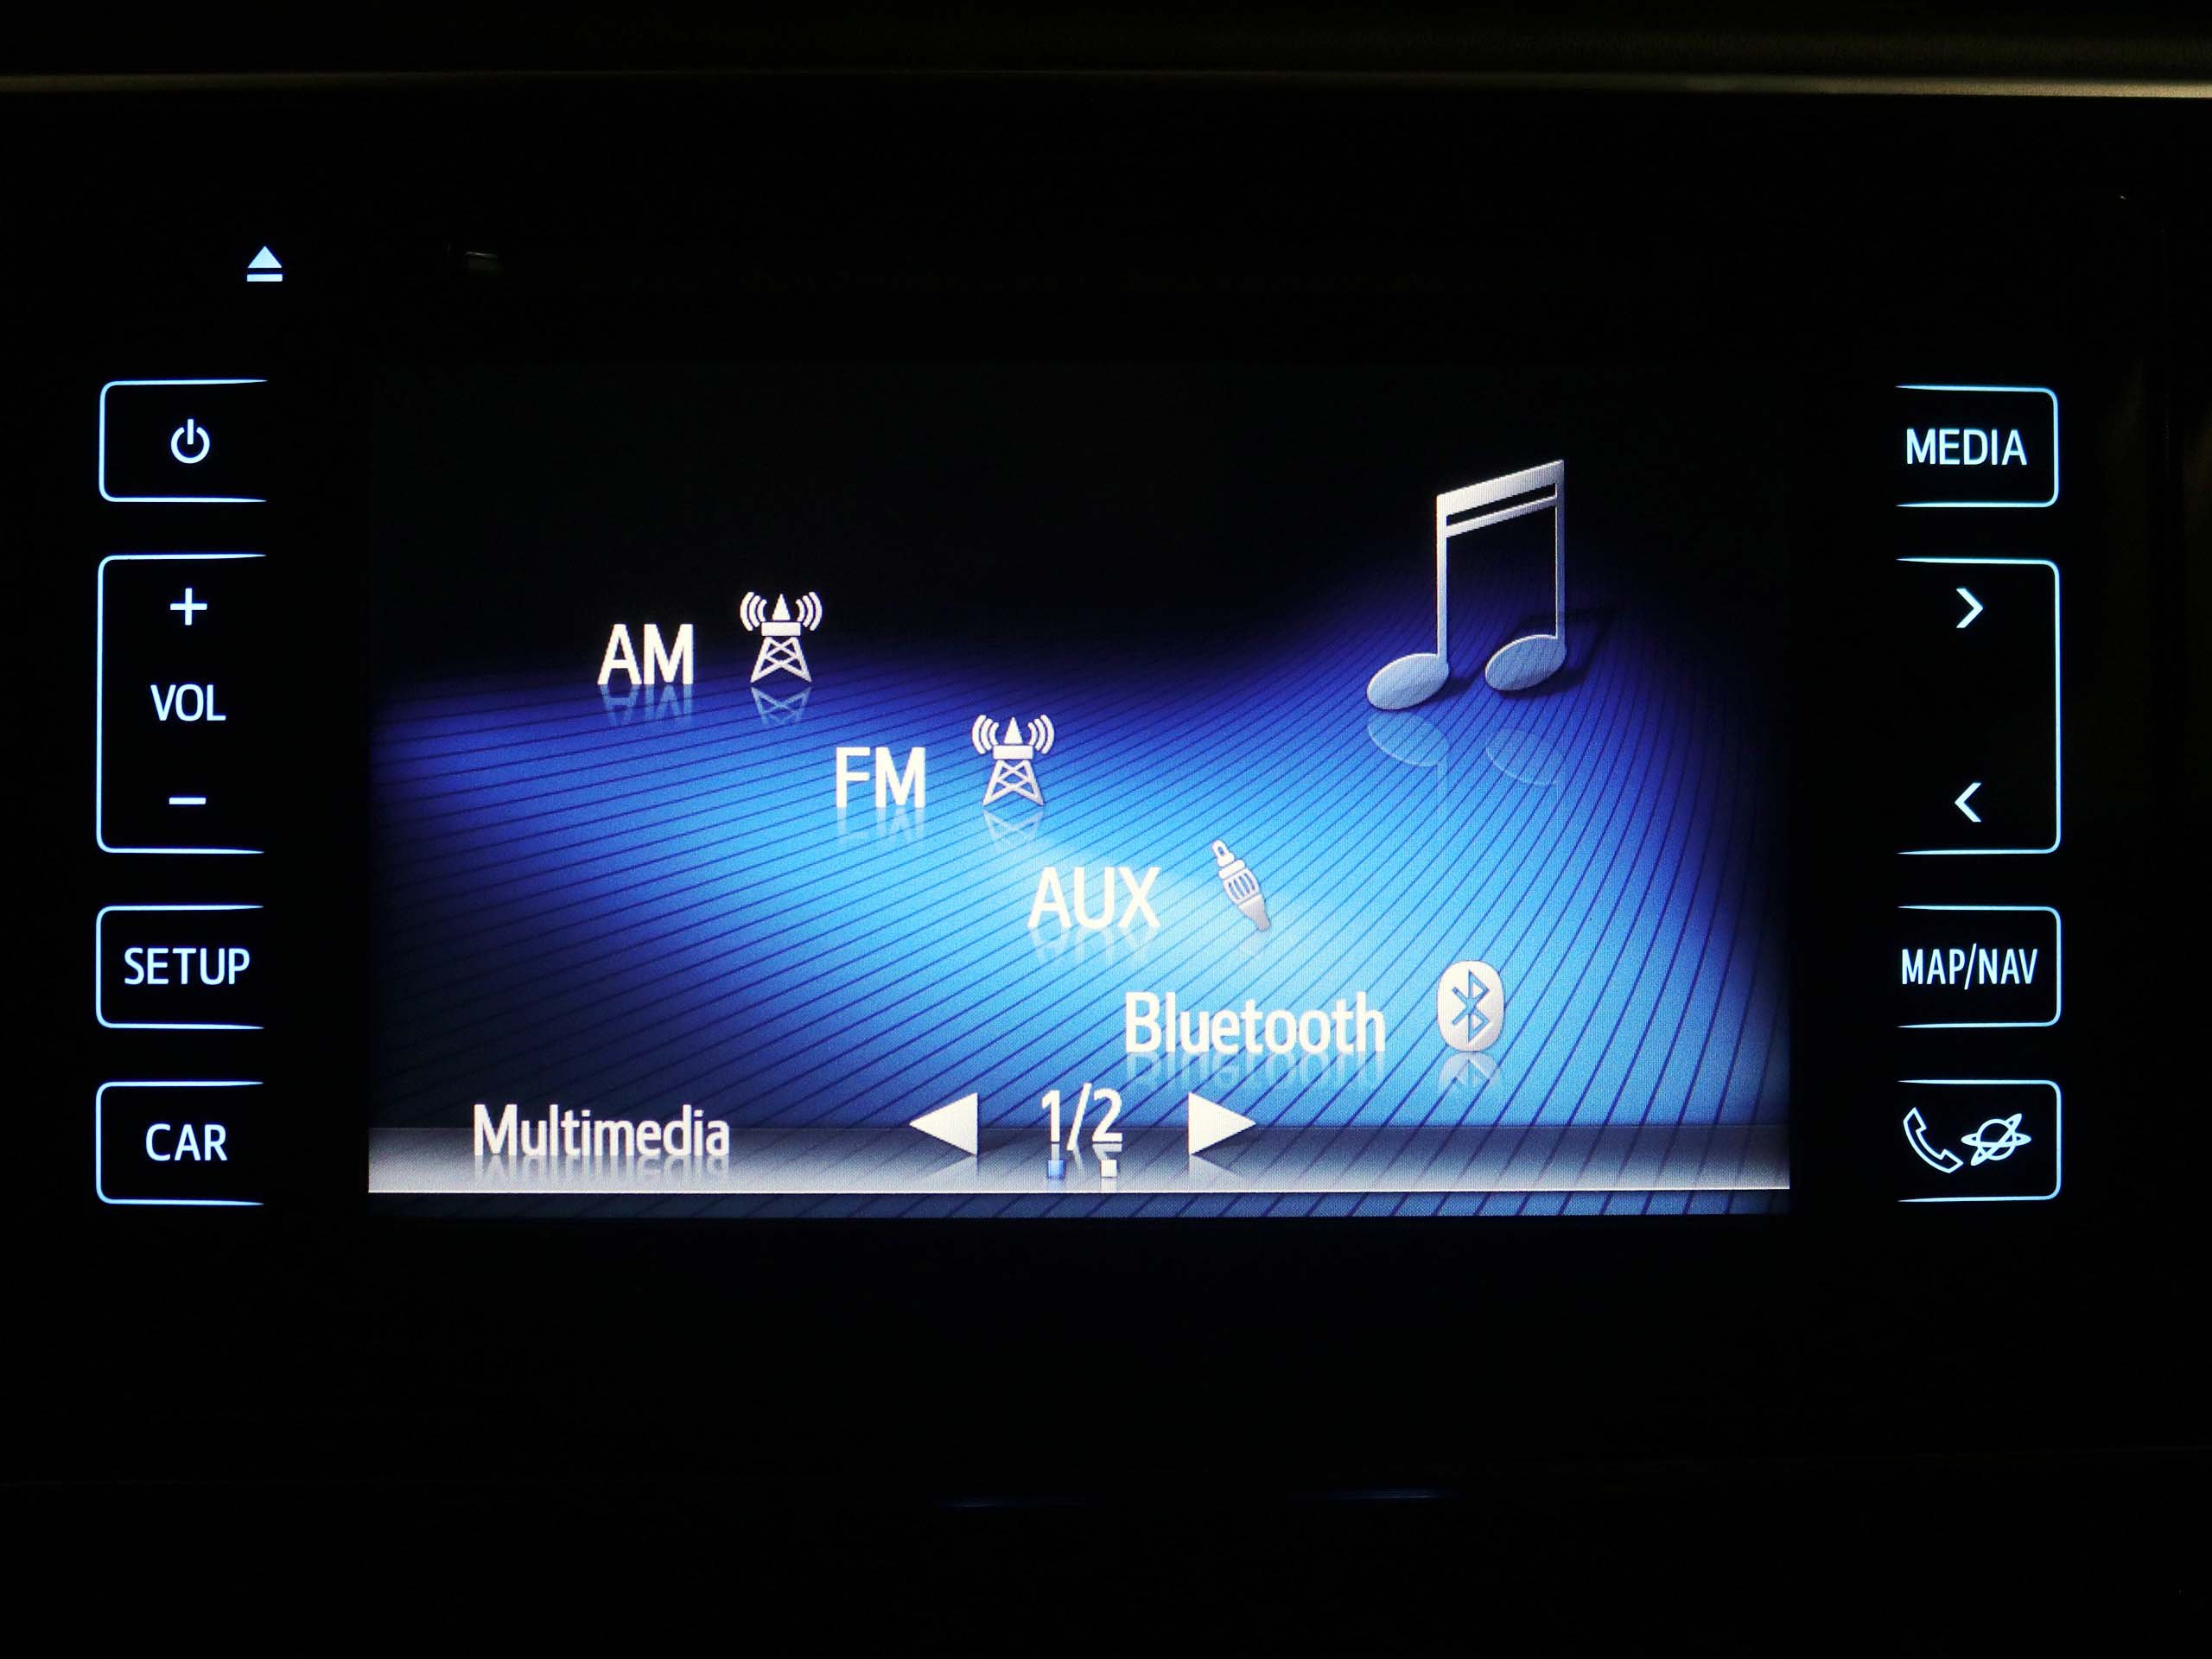 MEDIA
+
VOL
-
AM
FM
AUX
Bluetooth
SETUP
MAP/NAV
CAR
Multimedia
1/2